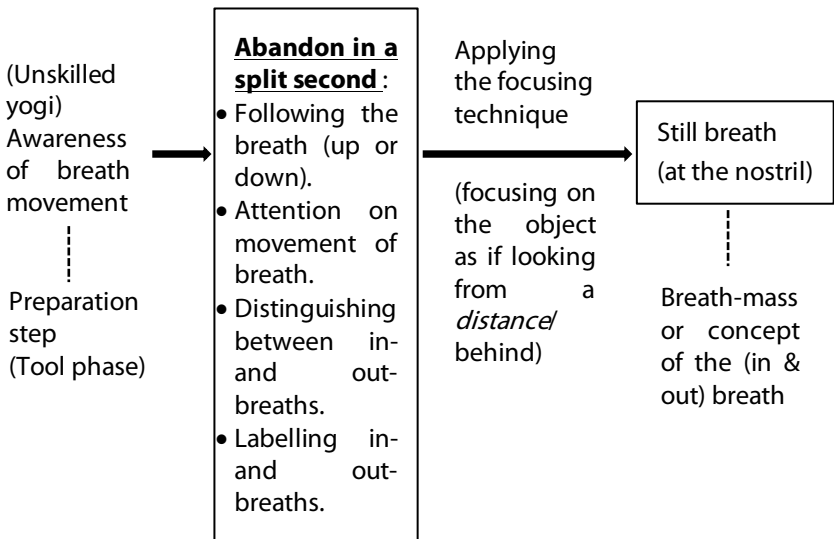 (Unskilled
yogi)
Awareness
of breath
movement
Preparation
step
(Tool phase)
Abandon in a
split second :
• Following the
breath (up or
down).
• Attention on
movement of
breath.
• Distinguishing
between in-
and out-
breaths.
• Labelling in-
and out-
breaths.
Applying
the focusing
technique
(focusing on
the object
as if looking
from a
distance/
behind)
Still breath
(at the nostril)
Breath-mass
or concept
of the (in &
out) breath